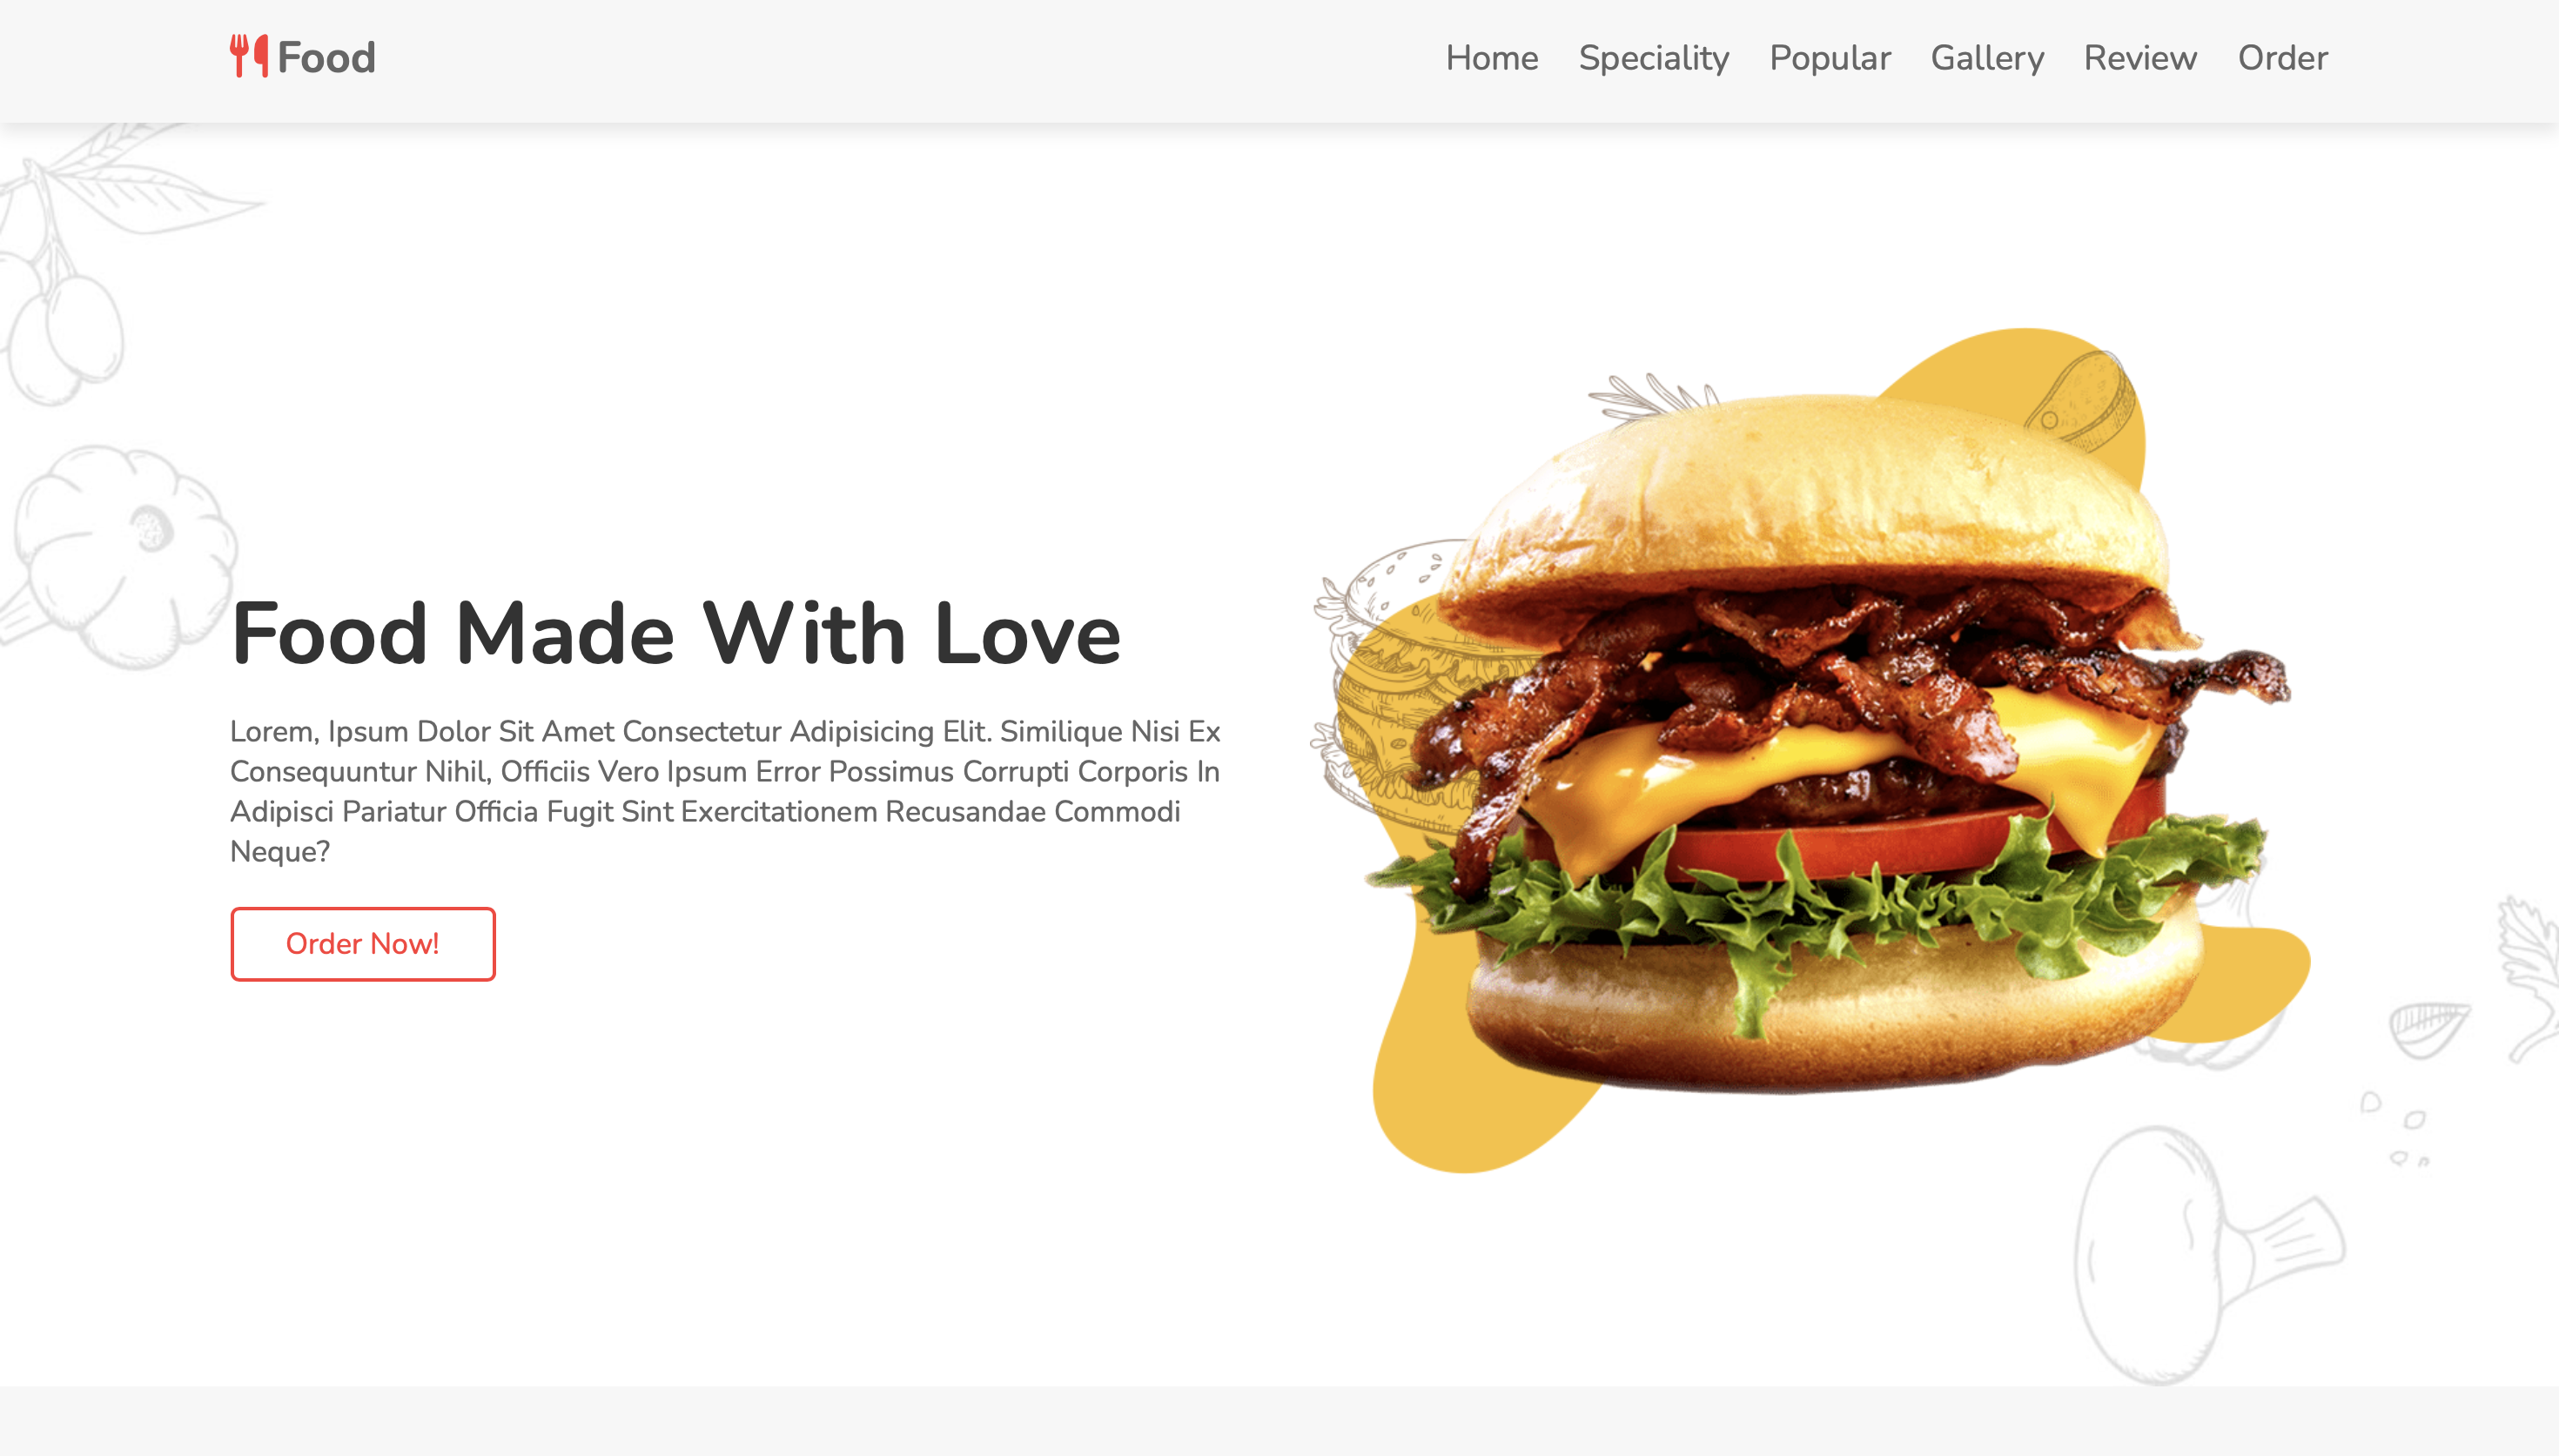 Food
Home Speciality Popular Gallery Review Order
Food Made With Love
Lorem, Ipsum Dolor Sit Amet Consectetur Adipisicing Elit. Similique Nisi Ex
Consequuntur Nihil, Officiis Vero Ipsum Error Possimus Corrupti Corporis In
Adipisci Pariatur Officia Fugit Sint Exercitationem Recusandae Commodi
Neque?
Order Now!